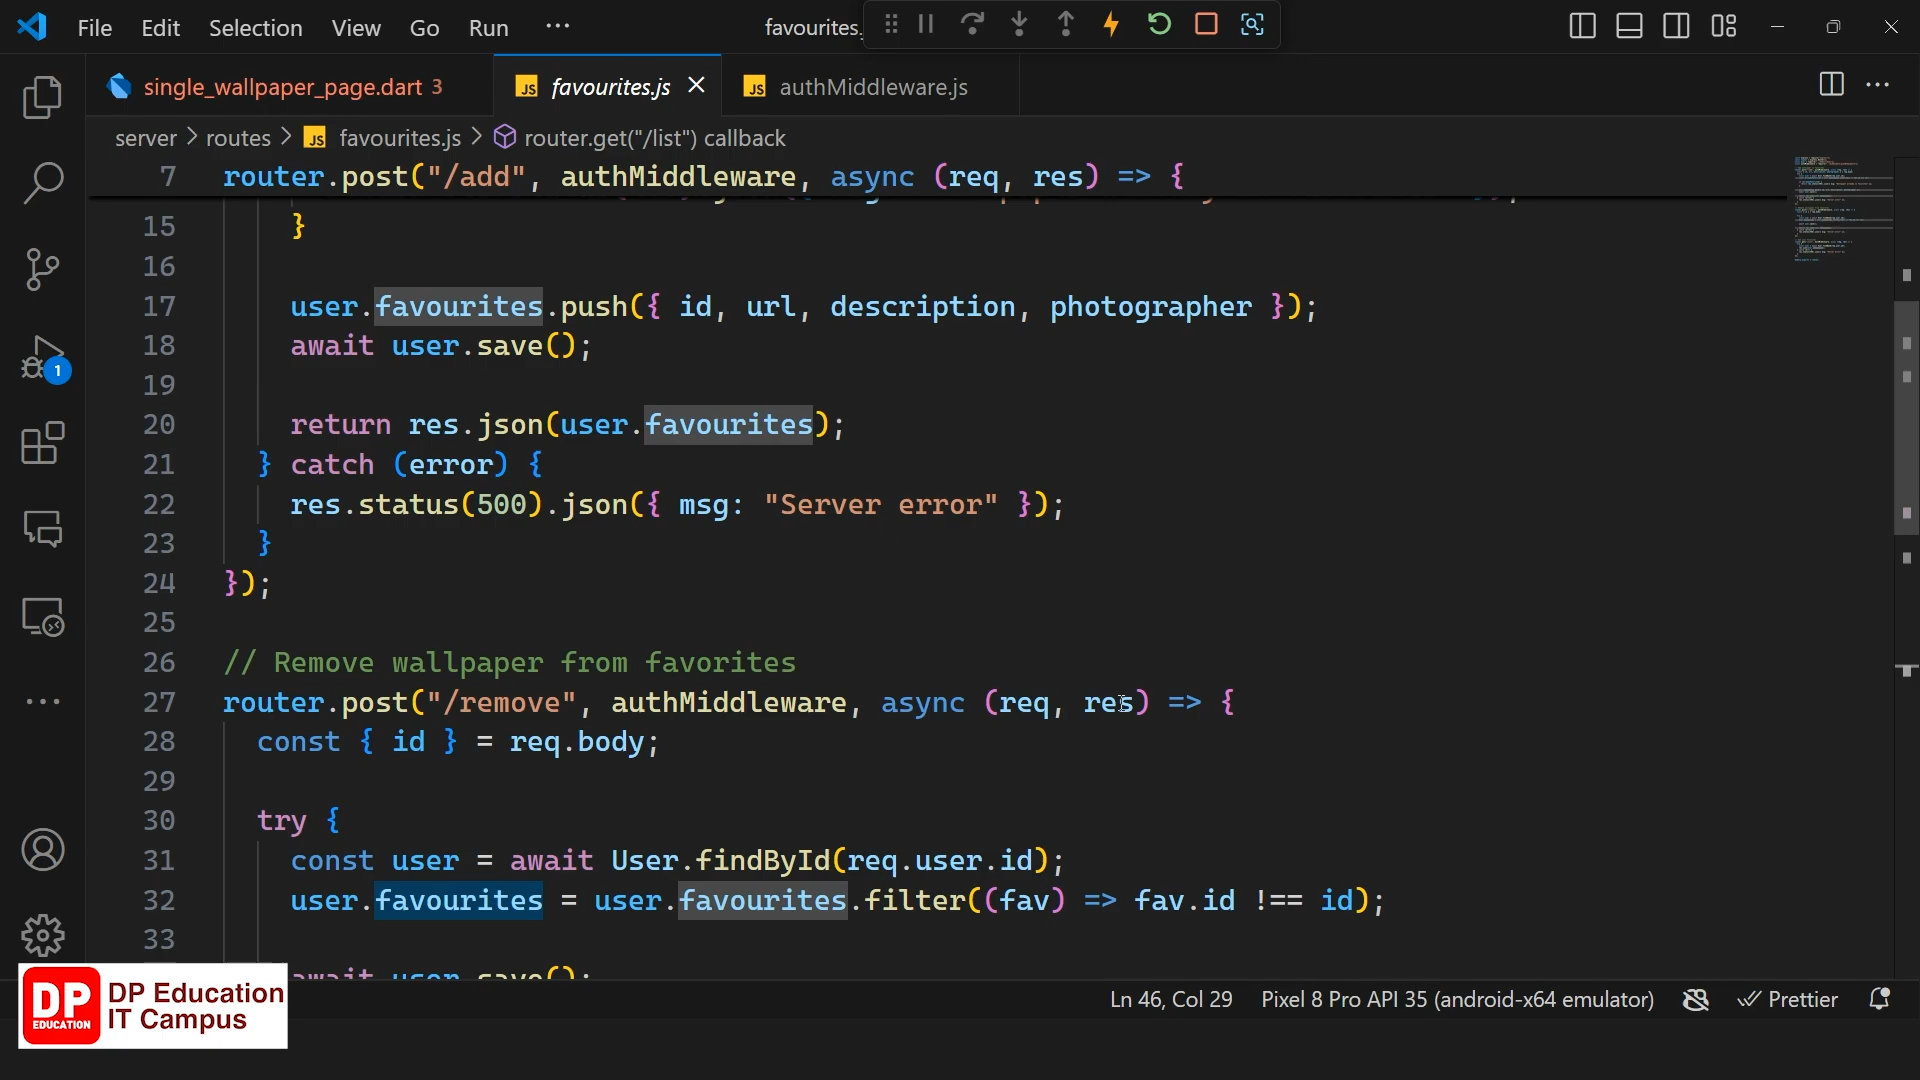 File Edit Selection View Go Run ··· favourites.
single_wallpaper_page.dart 3 JS favourites.js JS authMiddleware.js
server > routes > JS favourites.js > router.get("/list") callback
7 router.post("/add", authMiddleware, async (req, res) => {
15 }
16
17 user.favourites.push({ id, url, description, photographer });
18 await user.save();
19
20 return res.json(user.favourites);
21 } catch (error) {
22 res.status(500).json({ msg: "Server error" });
23 }
24 });
25
26 // Remove wallpaper from favorites
27 router.post("/remove", authMiddleware, async (req, res) => {
28 const { id } = req.body;
29
30 try {
31 const user = await User.findById(req.user.id);
32 user.favourites = user.favourites.filter((fav) => fav.id !== id);
33
await user.save();
1
DP EDUCATION
DP Education
IT Campus
Ln 46, Col 29 Pixel 8 Pro API 35 (android-x64 emulator) Prettier